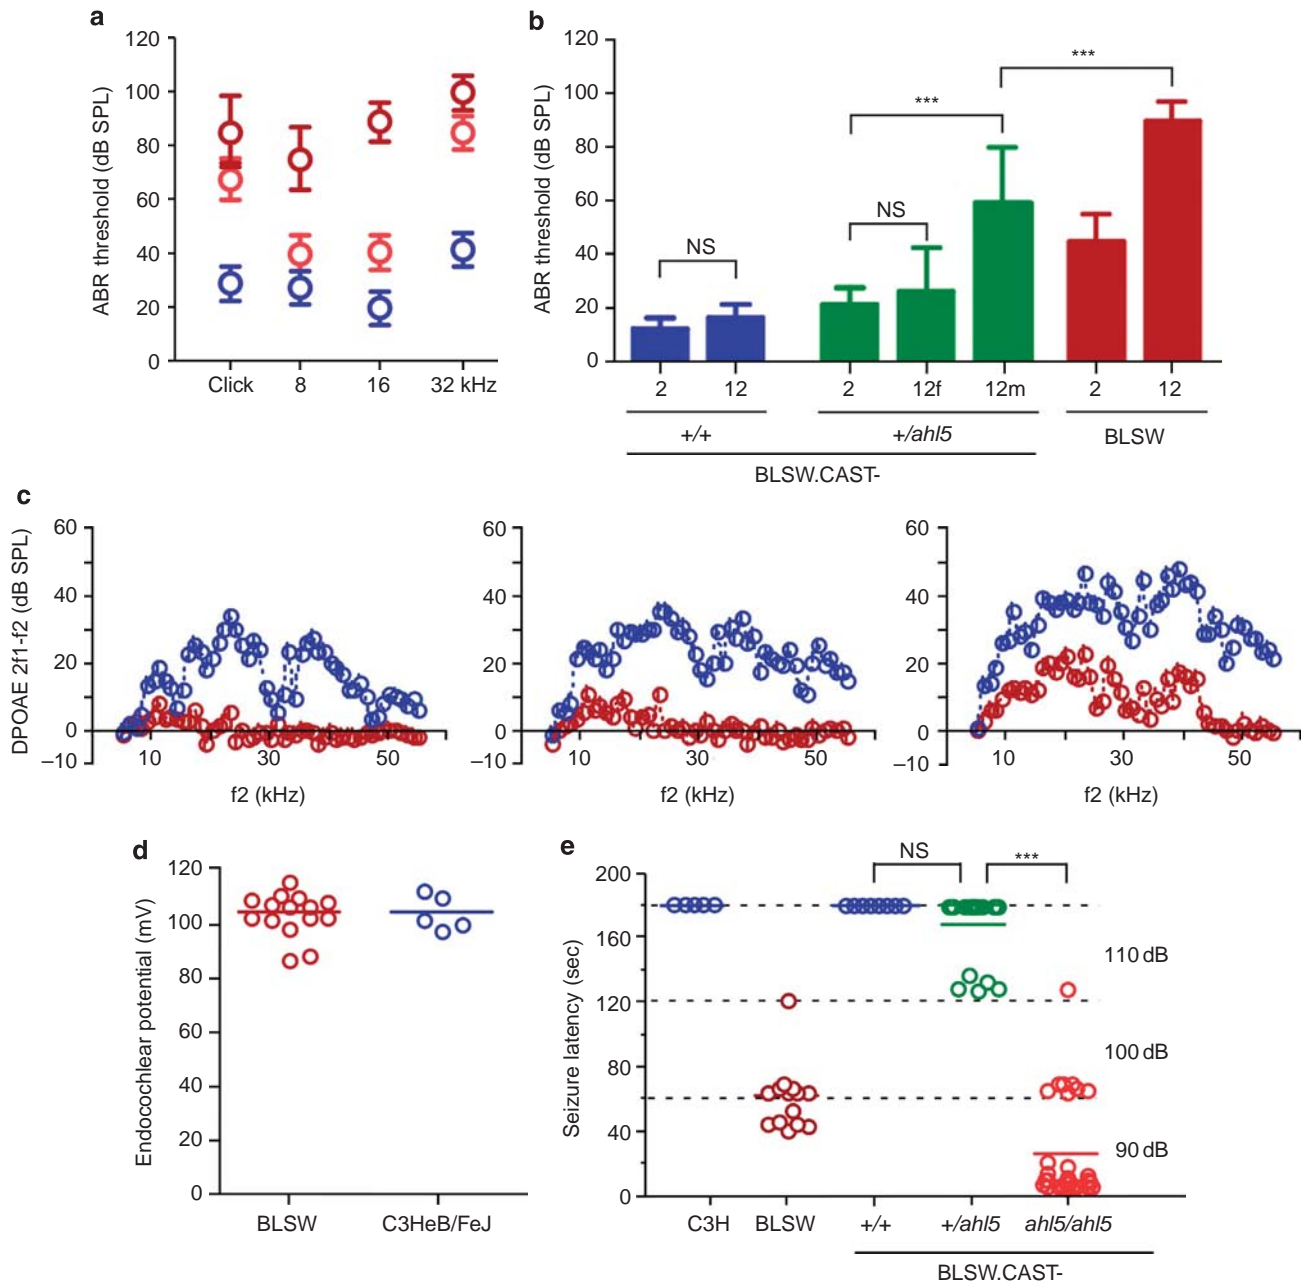 a
ABR threshold (dB SPL)
120
100
80
60
40
20
0
Click 8 16 32 kHz
b
ABR threshold (dB SPL)
120
100
80
60
40
20
0
NS
NS
***
***
2 12 2 12f 12m 2 12
+/+ +/ahl5 BLSW
BLSW.CAST-
c
DPOAE 2f1-f2 (dB SPL)
60
40
20
0
–10
10 30 50
f2 (kHz)
60
40
20
0
–10
10 30 50
f2 (kHz)
60
40
20
0
–10
10 30 50
f2 (kHz)
d
Endocochlear potential (mV)
120
100
80
60
40
20
0
BLSW C3HeB/FeJ
e
Seizure latency (sec)
200
160
120
80
40
0
NS
***
110 dB
100 dB
90 dB
C3H BLSW +/+ +/ahl5 ahl5/ahl5
BLSW.CAST-